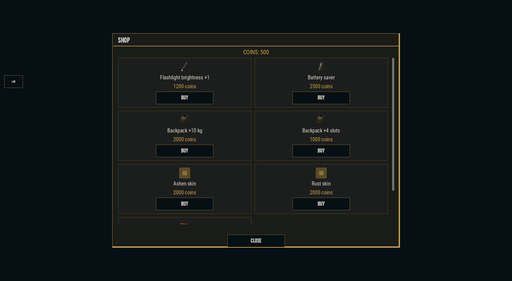 SHOP
COINS: 500
Flashlight brightness +1
1200 coins
BUY
Battery saver
2500 coins
BUY
Backpack +10 kg
2000 coins
BUY
Backpack +4 slots
1000 coins
BUY
Ashen skin
2000 coins
BUY
Rust skin
2000 coins
BUY
CLOSE